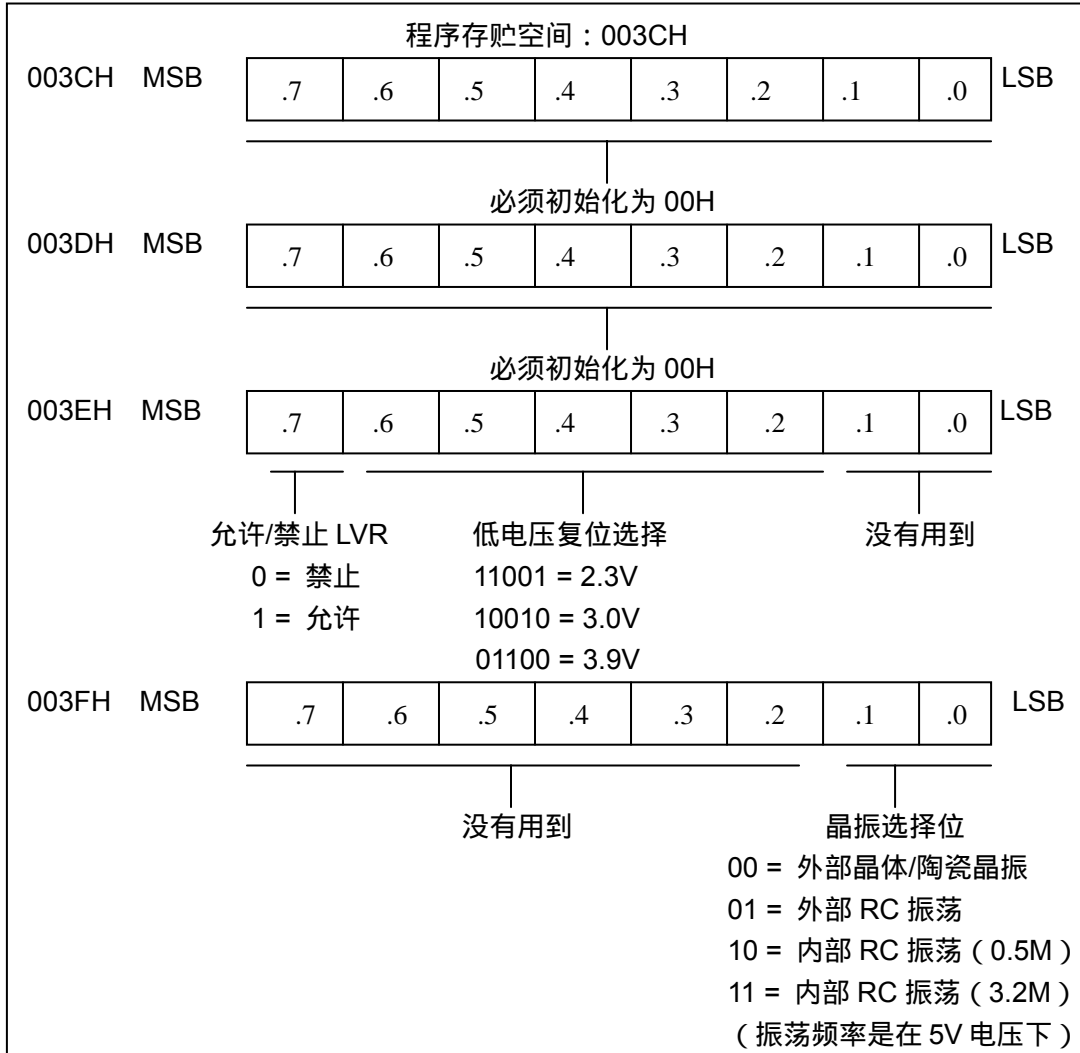 程序存贮空间：003CH
003CH MSB .7 .6 .5 .4 .3 .2 .1 .0 LSB
必须初始化为 00H
003DH MSB .7 .6 .5 .4 .3 .2 .1 .0 LSB
必须初始化为 00H
003EH MSB .7 .6 .5 .4 .3 .2 .1 .0 LSB
允许/禁止 LVR 低电压复位选择 没有用到
0 = 禁止 11001 = 2.3V
1 = 允许 10010 = 3.0V
01100 = 3.9V
003FH MSB .7 .6 .5 .4 .3 .2 .1 .0 LSB
没有用到 晶振选择位
00 = 外部晶体/陶瓷晶振
01 = 外部 RC 振荡
10 = 内部 RC 振荡（0.5M）
11 = 内部 RC 振荡（3.2M）
（振荡频率是在 5V 电压下）